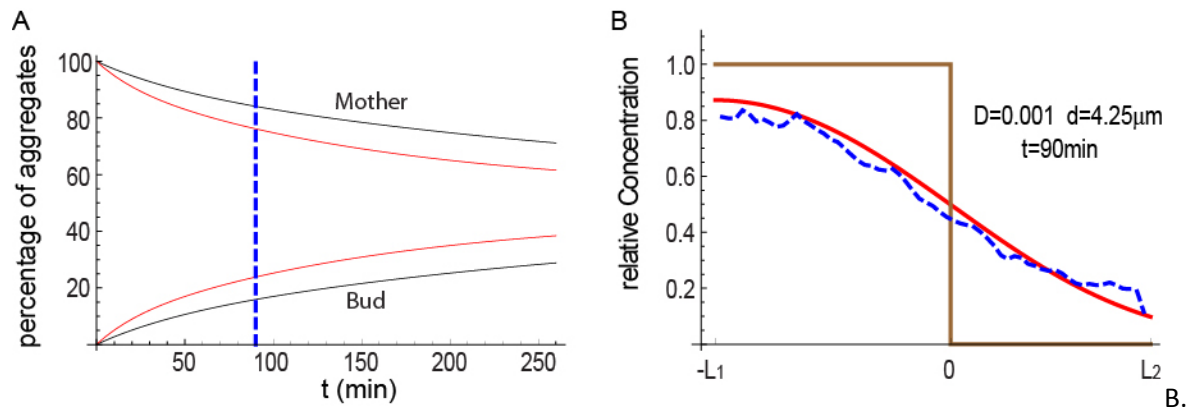 A
percentage of aggregates
100
80
60
40
20
Mother
Bud
50
100
150
200
250
t (min)
B
relative Concentration
1.0
0.8
0.6
0.4
0.2
D=0.001 d=4.25μm
t=90min
-L1
0
L2
B.